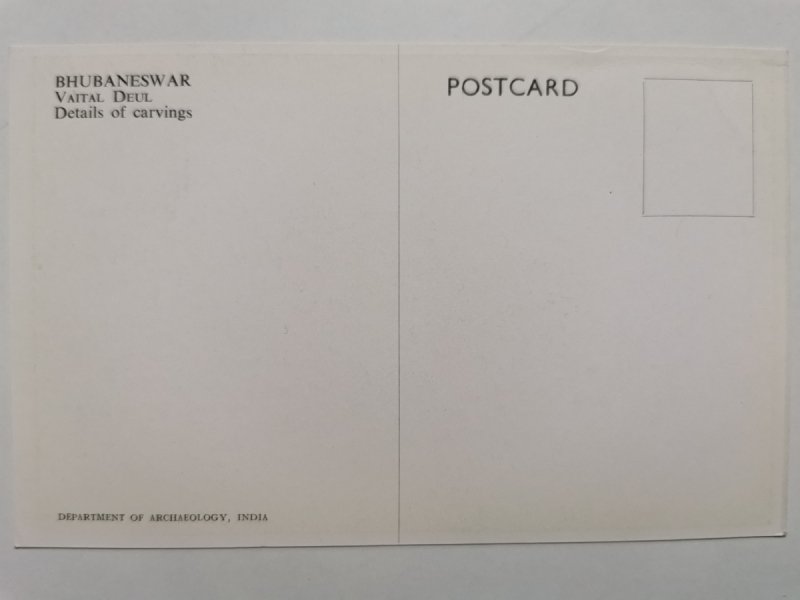 BHUBANESWAR
VAITAL DEUL
Details of carvings
POSTCARD
DEPARTMENT OF ARCHAEOLOGY, INDIA